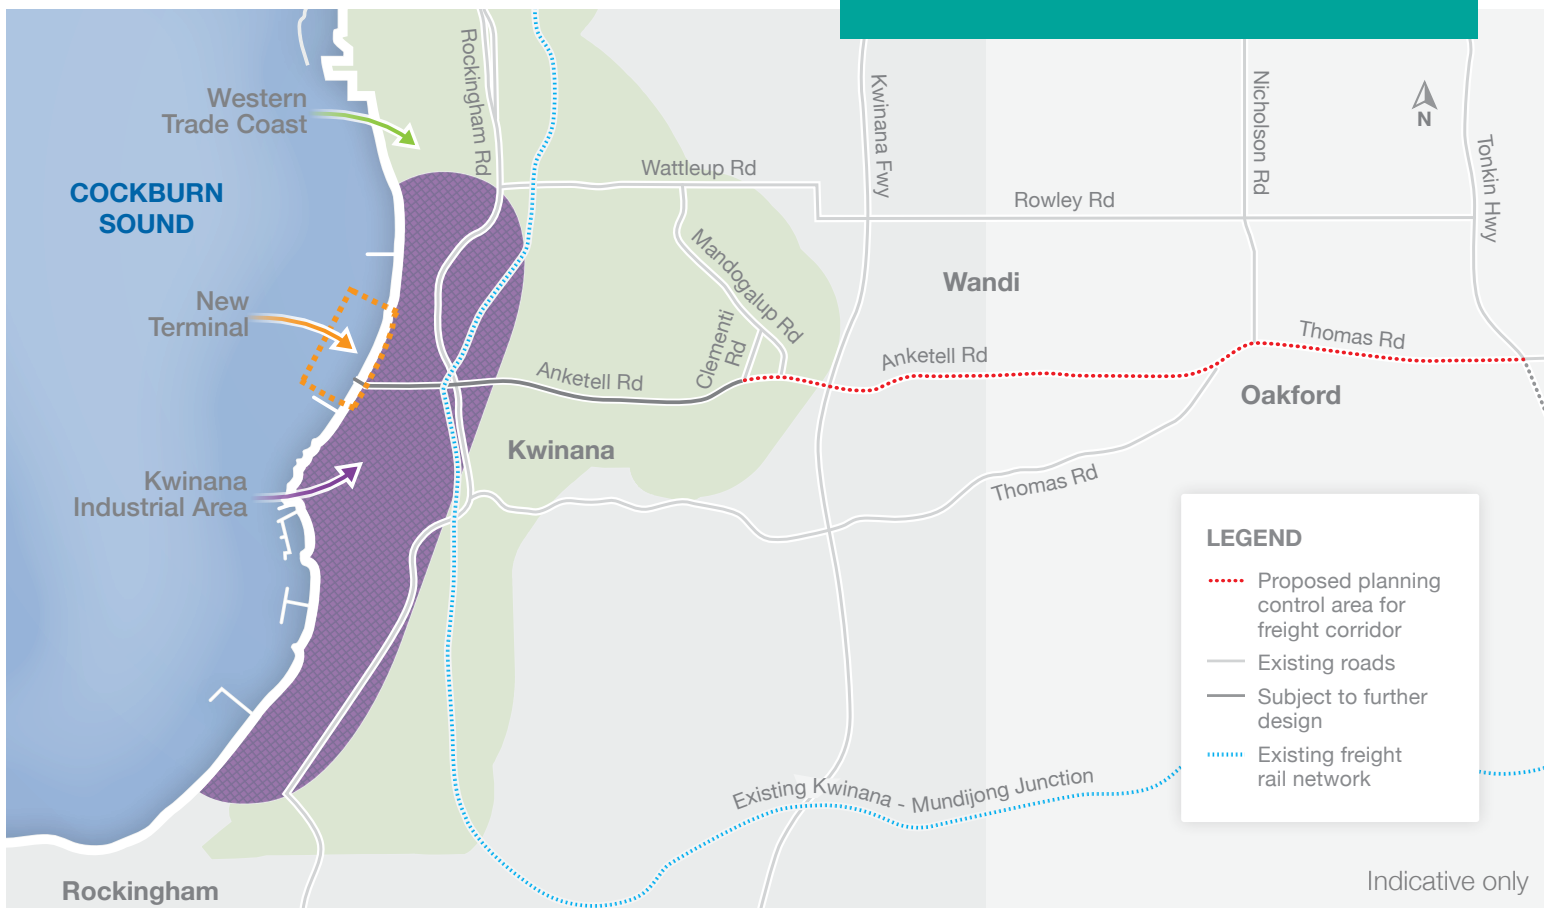 Western
Trade Coast
COCKBURN
SOUND
New
Terminal
Kwinana
Industrial Area
Rockingham
Rockingham Rd
Wattleup Rd
Mandogalup Rd
Clementi
Rd
Anketell Rd
Kwinana
Kwinana Fwy
Rowley Rd
Wandi
Anketell Rd
Nicholson Rd
N
Tonkin Hwy
Thomas Rd
Oakford
Thomas Rd
Existing Kwinana - Mundijong Junction
LEGEND
Proposed planning
control area for
freight corridor
Existing roads
Subject to further
design
Existing freight
rail network
Indicative only